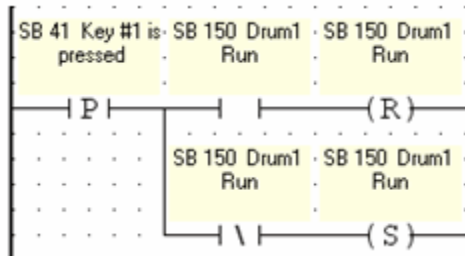 SB 41 Key #1 is pressed
SB 150 Drum1 Run
SB 150 Drum1 Run
P
(R)
SB 150 Drum1 Run
SB 150 Drum1 Run
\
(S)